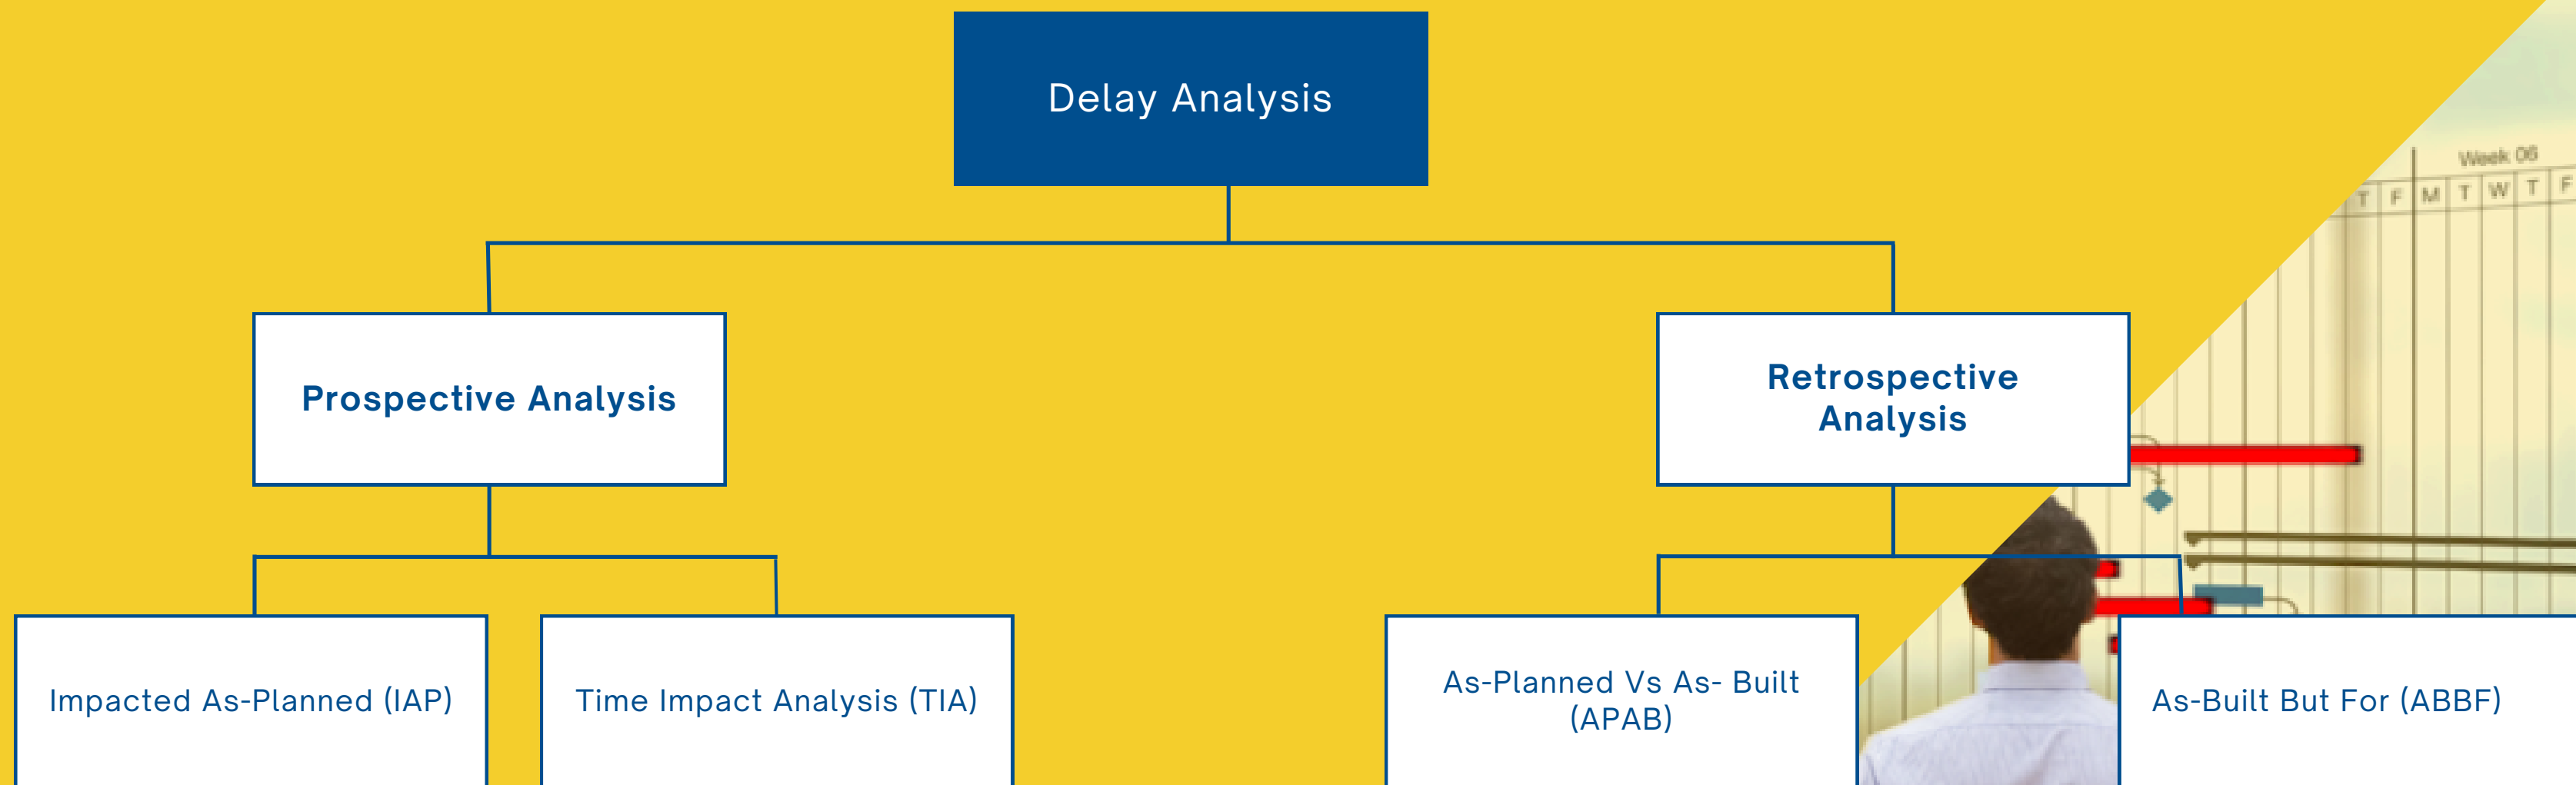 Delay Analysis
Week 06
T F M T W T F
Prospective Analysis
Retrospective
Analysis
Impacted As-Planned (IAP)
Time Impact Analysis (TIA)
As-Planned Vs As- Built
(APAB)
As-Built But For (ABBF)